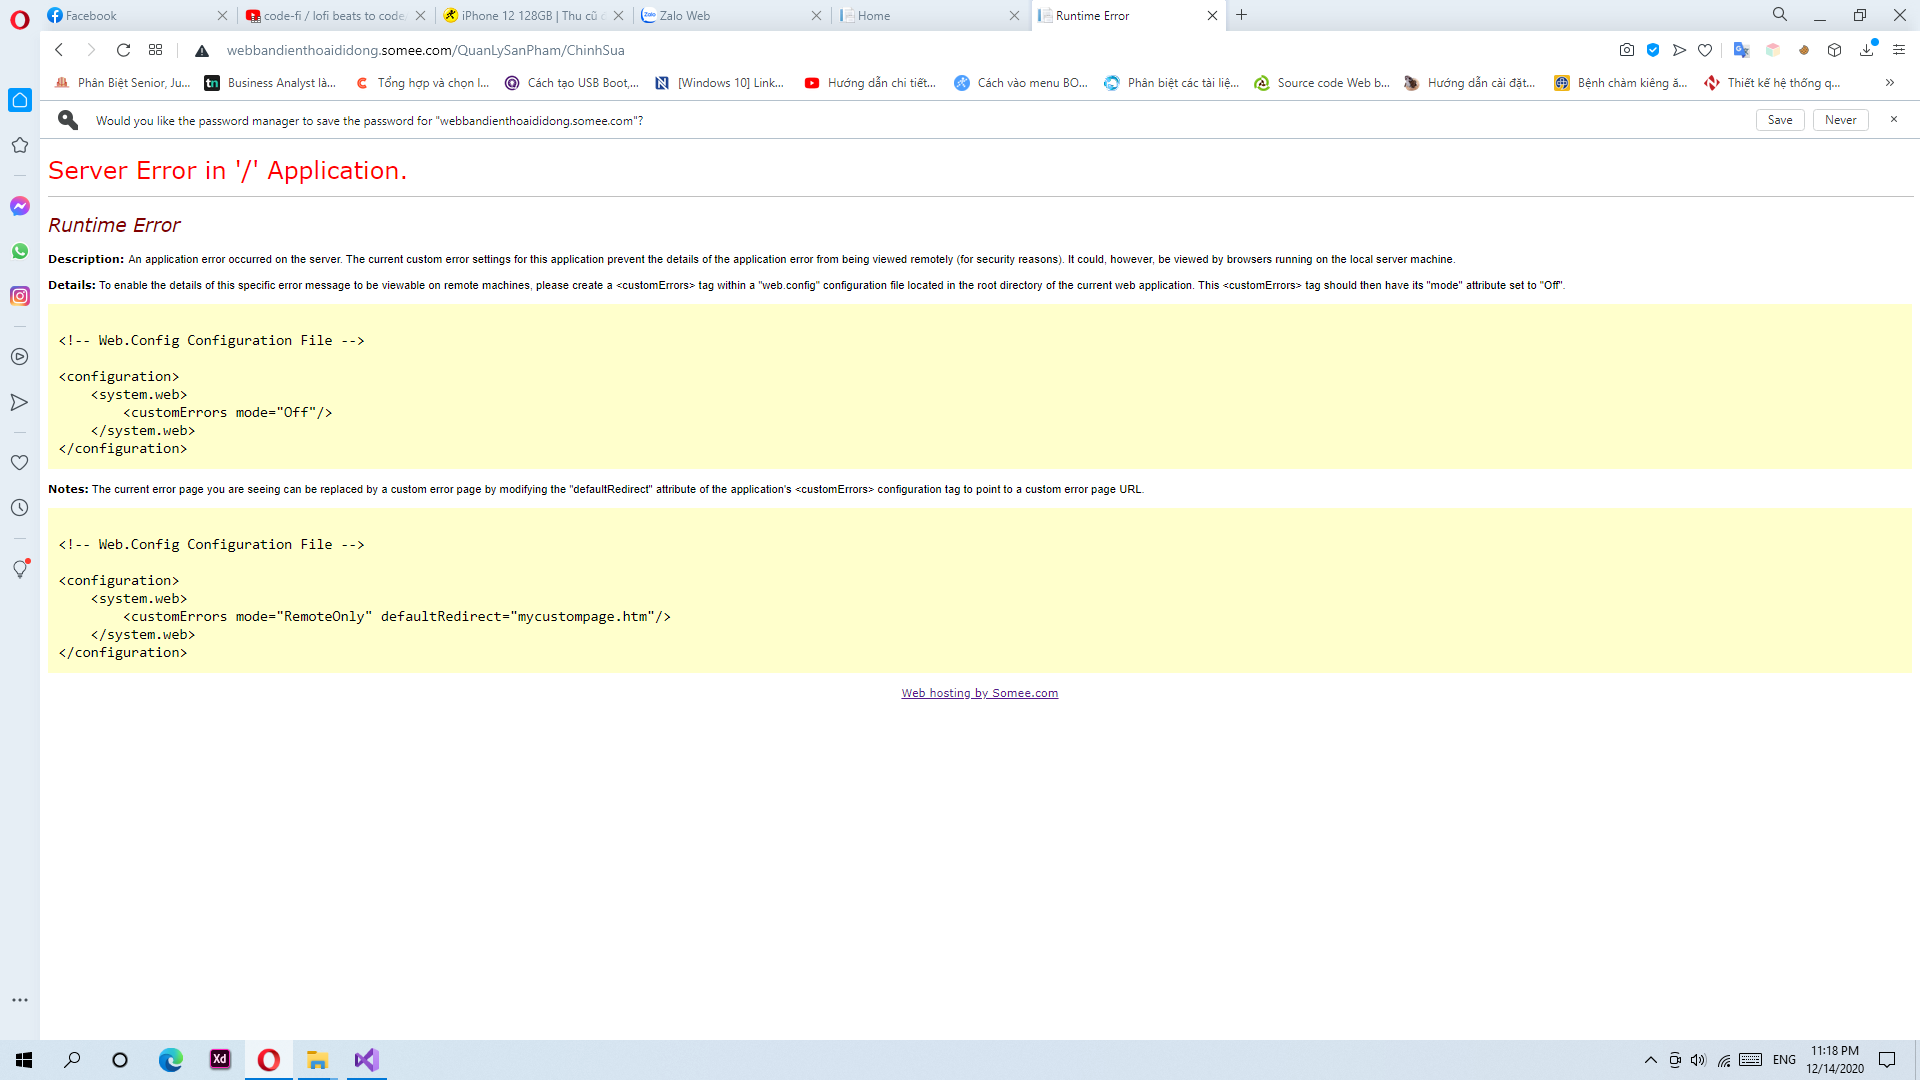 Facebook
code-fi / lofi beats to code
iPhone 12 128GB | Thu cũ
Zalo
Zalo Web
Home
Runtime Error
webbandienthoaididong.somee.com/QuanLySanPham/ChinhSua
Phân Biệt Senior, Ju...
tn
Business Analyst là...
Tổng hợp và chọn l...
Cách tạo USB Boot,...
[Windows 10] Link...
Hướng dẫn chi tiết...
Cách vào menu BO...
Phân biệt các tài liệ...
Source code Web b...
Hướng dẫn cài đặt...
Bệnh chàm kiêng ă...
Thiết kế hệ thống q...
Would you like the password manager to save the password for "webbandienthoaididong.somee.com"?
Save
Never
Server Error in '/' Application.
Runtime Error
Description: An application error occurred on the server. The current custom error settings for this application prevent the details of the application error from being viewed remotely (for security reasons). It could, however, be viewed by browsers running on the local server machine.
Details: To enable the details of this specific error message to be viewable on remote machines, please create a <customErrors> tag within a "web.config" configuration file located in the root directory of the current web application. This <customErrors> tag should then have its "mode" attribute set to "Off".
<!-- Web.Config Configuration File -->
<configuration>
<system.web>
<customErrors mode="Off"/>
</system.web>
</configuration>
Notes: The current error page you are seeing can be replaced by a custom error page by modifying the "defaultRedirect" attribute of the application's <customErrors> configuration tag to point to a custom error page URL.
<!-- Web.Config Configuration File -->
<configuration>
<system.web>
<customErrors mode="RemoteOnly" defaultRedirect="mycustompage.htm"/>
</system.web>
</configuration>
Web hosting by Somee.com
Xd
ENG
11:18 PM
12/14/2020